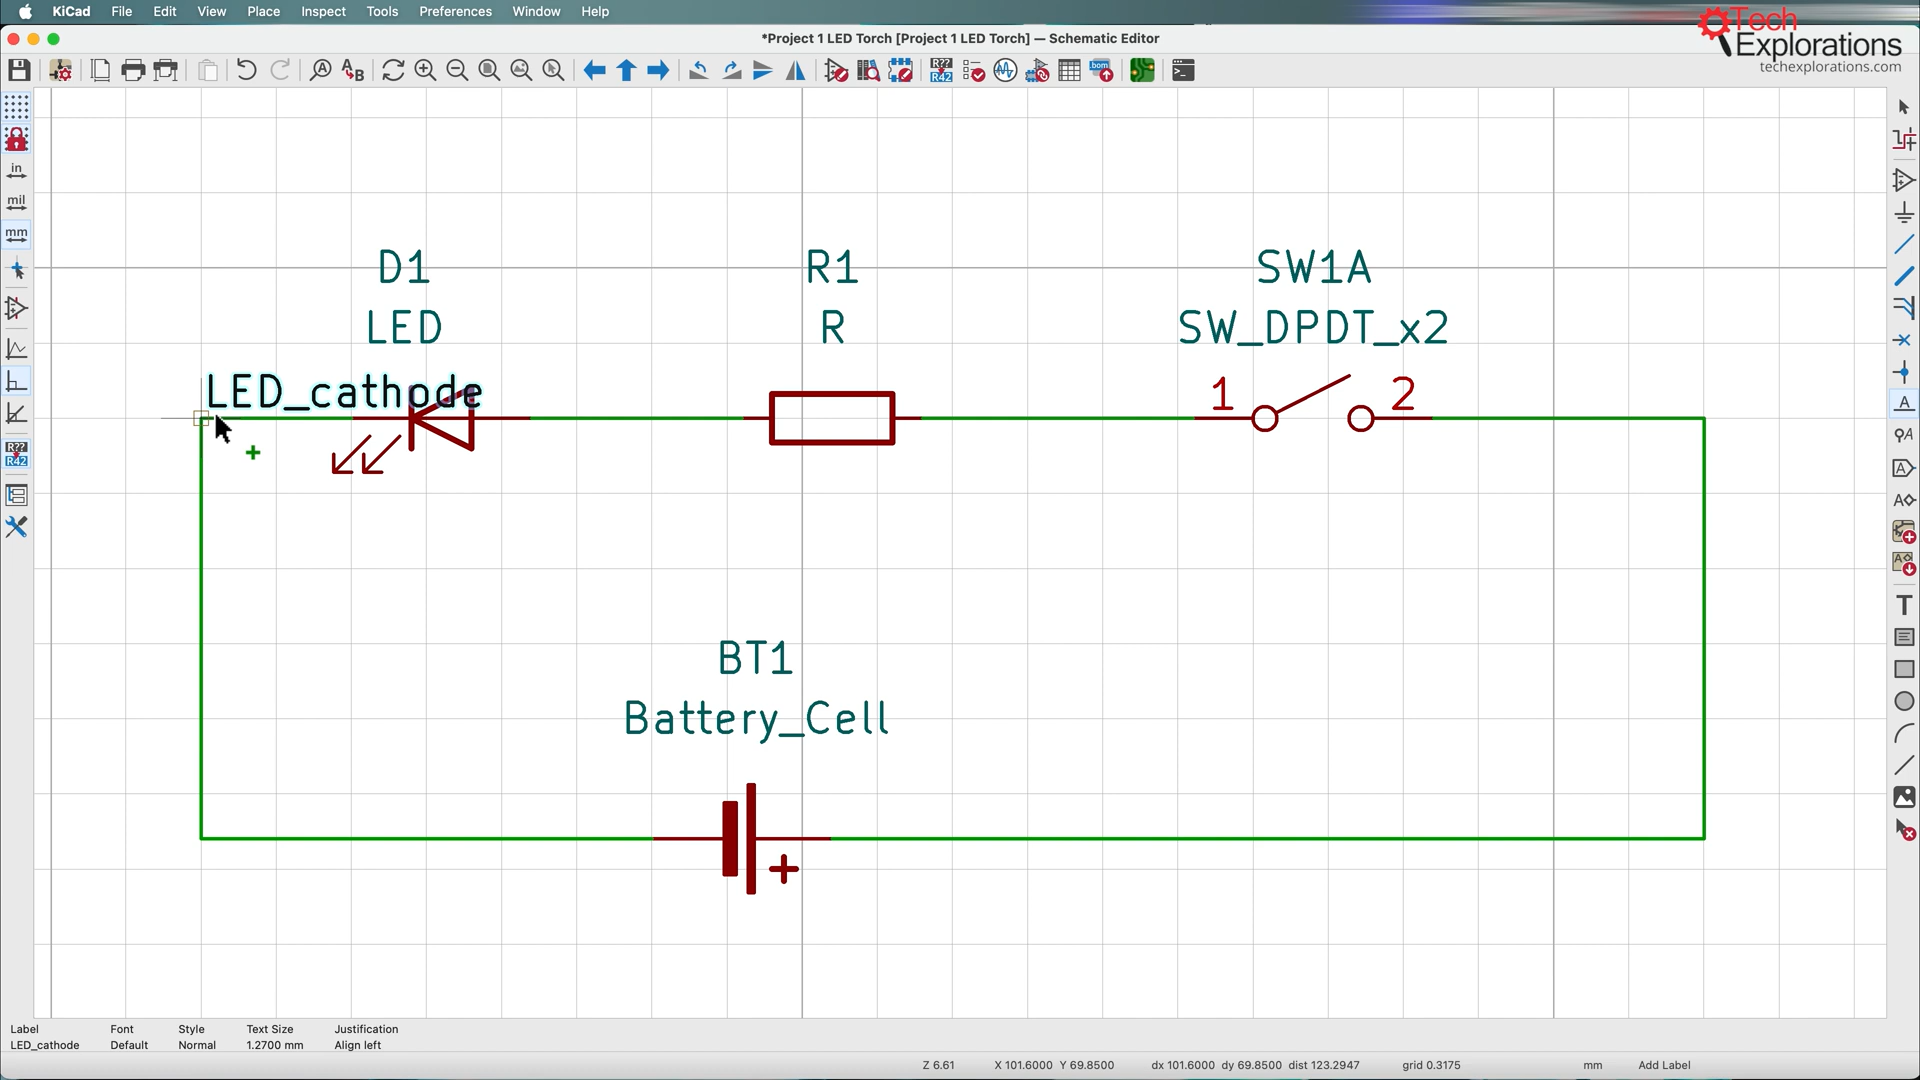 KiCad File Edit View Place Inspect Tools Preferences Window Help
*Project 1 LED Torch [Project 1 LED Torch] — Schematic Editor
Tech
Explorations
techexplorations.com
in
mil
mm
R??
R42
D1
LED
R1
R
SW1A
SW_DPDT_x2
LED_cathode
1
2
BT1
Battery_Cell
+
Label Font Style Text Size Justification
LED_cathode Default Normal 1.2700 mm Align left
Z 6.61 X 101.6000 Y 69.8500 dx 101.6000 dy 69.8500 dist 123.2947 grid 0.3175 mm Add Label